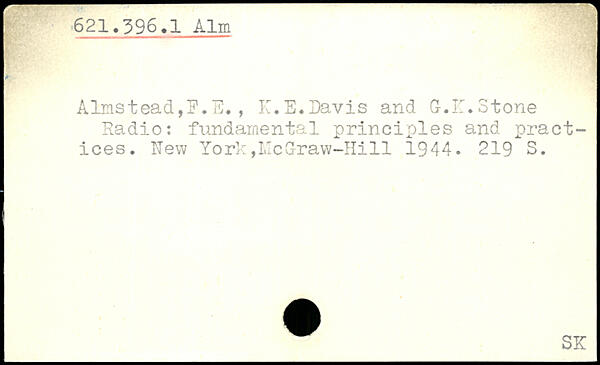 621.396.1 Alm
Almstead,F.E., K.E.Davis and G.K.Stone
Radio: fundamental principles and pract-
ices. New York,McGraw-Hill 1944. 219 S.
SK